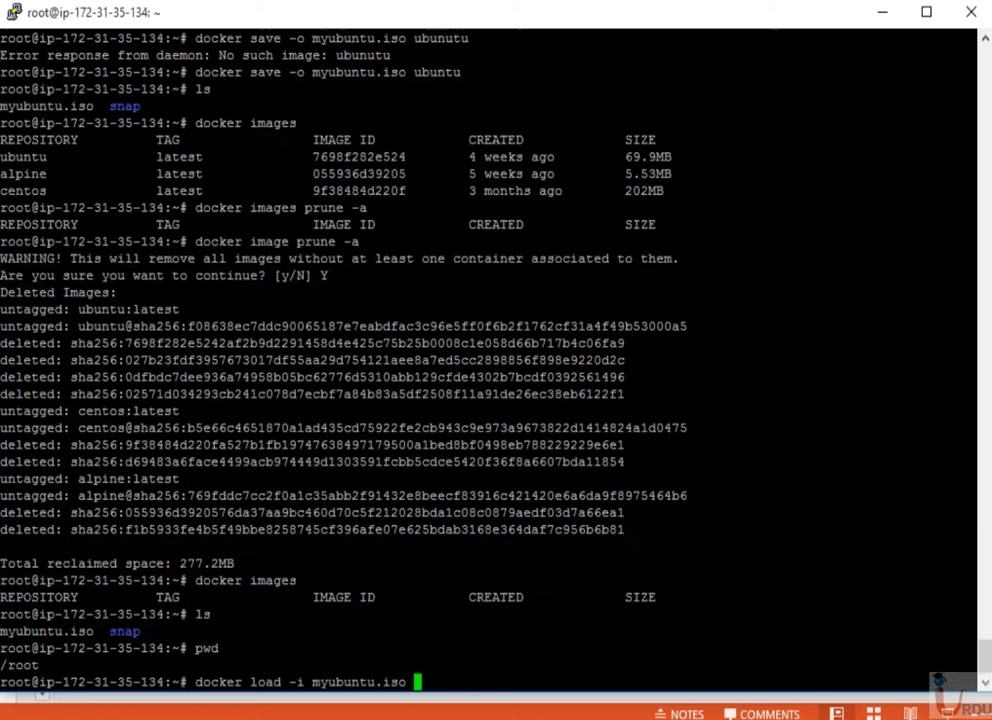 root@ip-172-31-35-134: ~
root@ip-172-31-35-134:~# docker save -o myubuntu.iso ubunutu
Error response from daemon: No such image: ubunutu
root@ip-172-31-35-134:~# docker save -o myubuntu.iso ubuntu
root@ip-172-31-35-134:~# ls
myubuntu.iso snap
root@ip-172-31-35-134:~# docker images
REPOSITORY TAG IMAGE ID CREATED SIZE
ubuntu latest 7698f282e524 4 weeks ago 69.9MB
alpine latest 055936d39205 5 weeks ago 5.53MB
centos latest 9f38484d220f 3 months ago 202MB
root@ip-172-31-35-134:~# docker images prune -a
REPOSITORY TAG IMAGE ID CREATED SIZE
root@ip-172-31-35-134:~# docker image prune -a
WARNING! This will remove all images without at least one container associated to them.
Are you sure you want to continue? [y/N] Y
Deleted Images:
untagged: ubuntu:latest
untagged: ubuntu@sha256:f08638ec7ddc90065187e7eabdfac3c96e5ff0f6b2f1762cf31a4f49b53000a5
deleted: sha256:7698f282e5242af2b9d2291458d4e425c75b25b0008c1e058d66b717b4c06fa9
deleted: sha256:027b23fdf3957673017df55aa29d754121aee8a7ed5cc2898856f898e9220d2c
deleted: sha256:0dfbdc7dee936a74958b05bc62776d5310abb129cfde4302b7bcdf0392561496
deleted: sha256:02571d034293cb241c078d7ecbf7a84b83a5df2508f11a91de26ec38eb6122f1
untagged: centos:latest
untagged: centos@sha256:b5e66c4651870a1ad435cd75922fe2cb943c9e973a9673822d1414824a1d0475
deleted: sha256:9f38484d220fa527b1fb19747638497179500a1bed8bf0498eb788229229e6e1
deleted: sha256:d69483a6face4499acb974449d1303591fcbb5cdce5420f36f8a6607bda11854
untagged: alpine:latest
untagged: alpine@sha256:769fddc7cc2f0a1c35abb2f91432e8beecf83916c421420e6a6da9f8975464b6
deleted: sha256:055936d3920576da37aa9bc460d70c5f212028bda1c08c0879aedf03d7a66ea1
deleted: sha256:f1b5933fe4b5f49bbe8258745cf396afe07e625bdab3168e364daf7c956b6b81
Total reclaimed space: 277.2MB
root@ip-172-31-35-134:~# docker images
REPOSITORY TAG IMAGE ID CREATED SIZE
root@ip-172-31-35-134:~# ls
myubuntu.iso snap
root@ip-172-31-35-134:~# pwd
/root
root@ip-172-31-35-134:~# docker load -i myubuntu.iso
NOTES COMMENTS